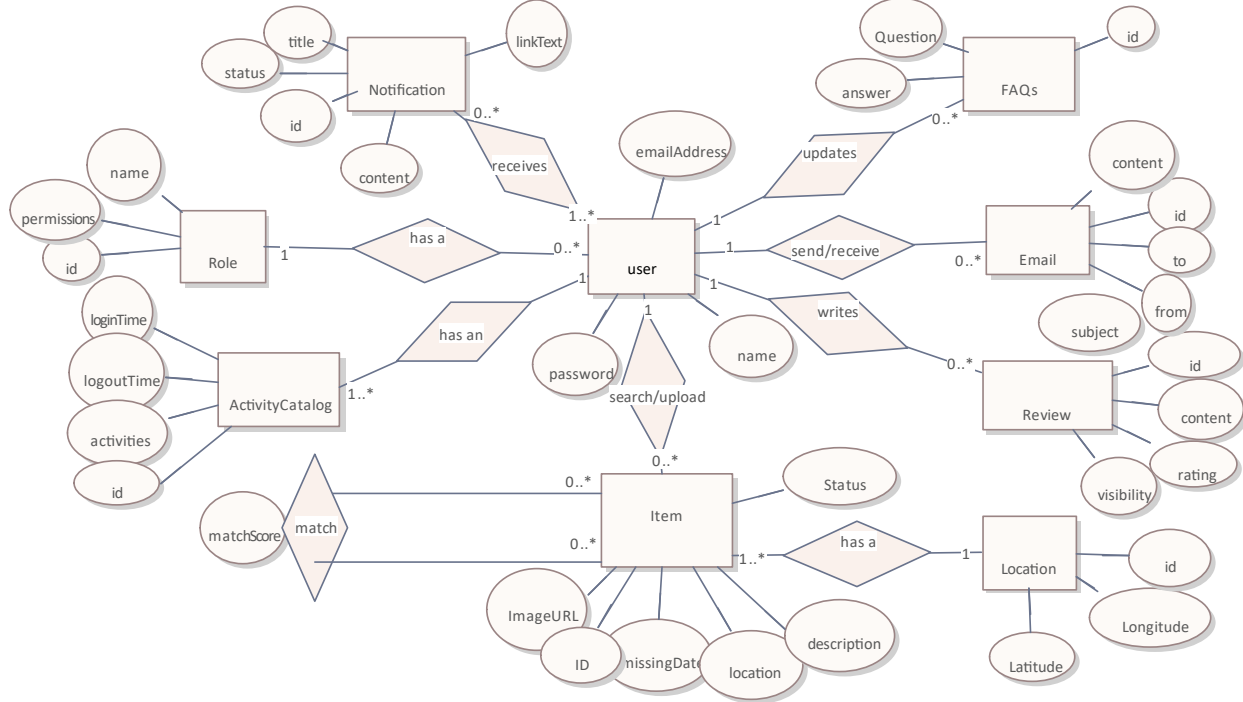 title
linkText
status
Notification
id
content
0..*
receives
1..*
Question
id
answer
FAQs
0..*
updates
emailAddress
name
permissions
id
Role
1
has a
0..*
user
1
1
send/receive
0..*
Email
content
id
to
from
subject
1
1
writes
0..*
loginTime
logoutTime
activities
id
ActivityCatalog
1..*
has an
password
1
name
search/upload
0..*
Review
id
content
rating
visibility
matchScore
match
0..*
0..*
Item
Status
1..*
has a
1
Location
id
Longitude
Latitude
ImageURL
ID
missingDate
location
description